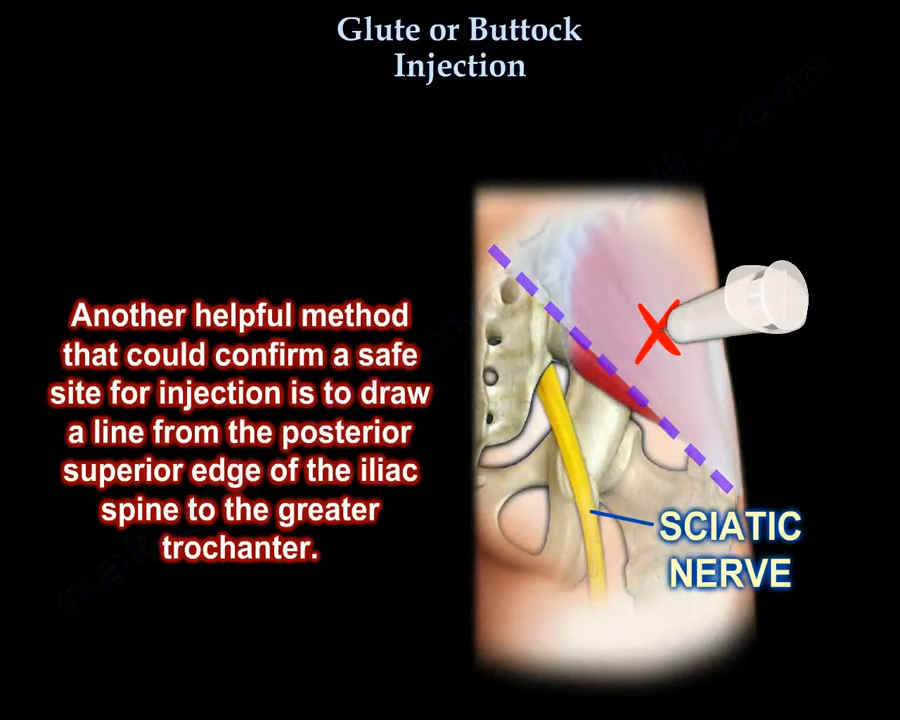 Glute or Buttock
Injection
Another helpful method
that could confirm a safe
site for injection is to draw
a line from the posterior
superior edge of the iliac
spine to the greater
trochanter.
SCIATIC
NERVE